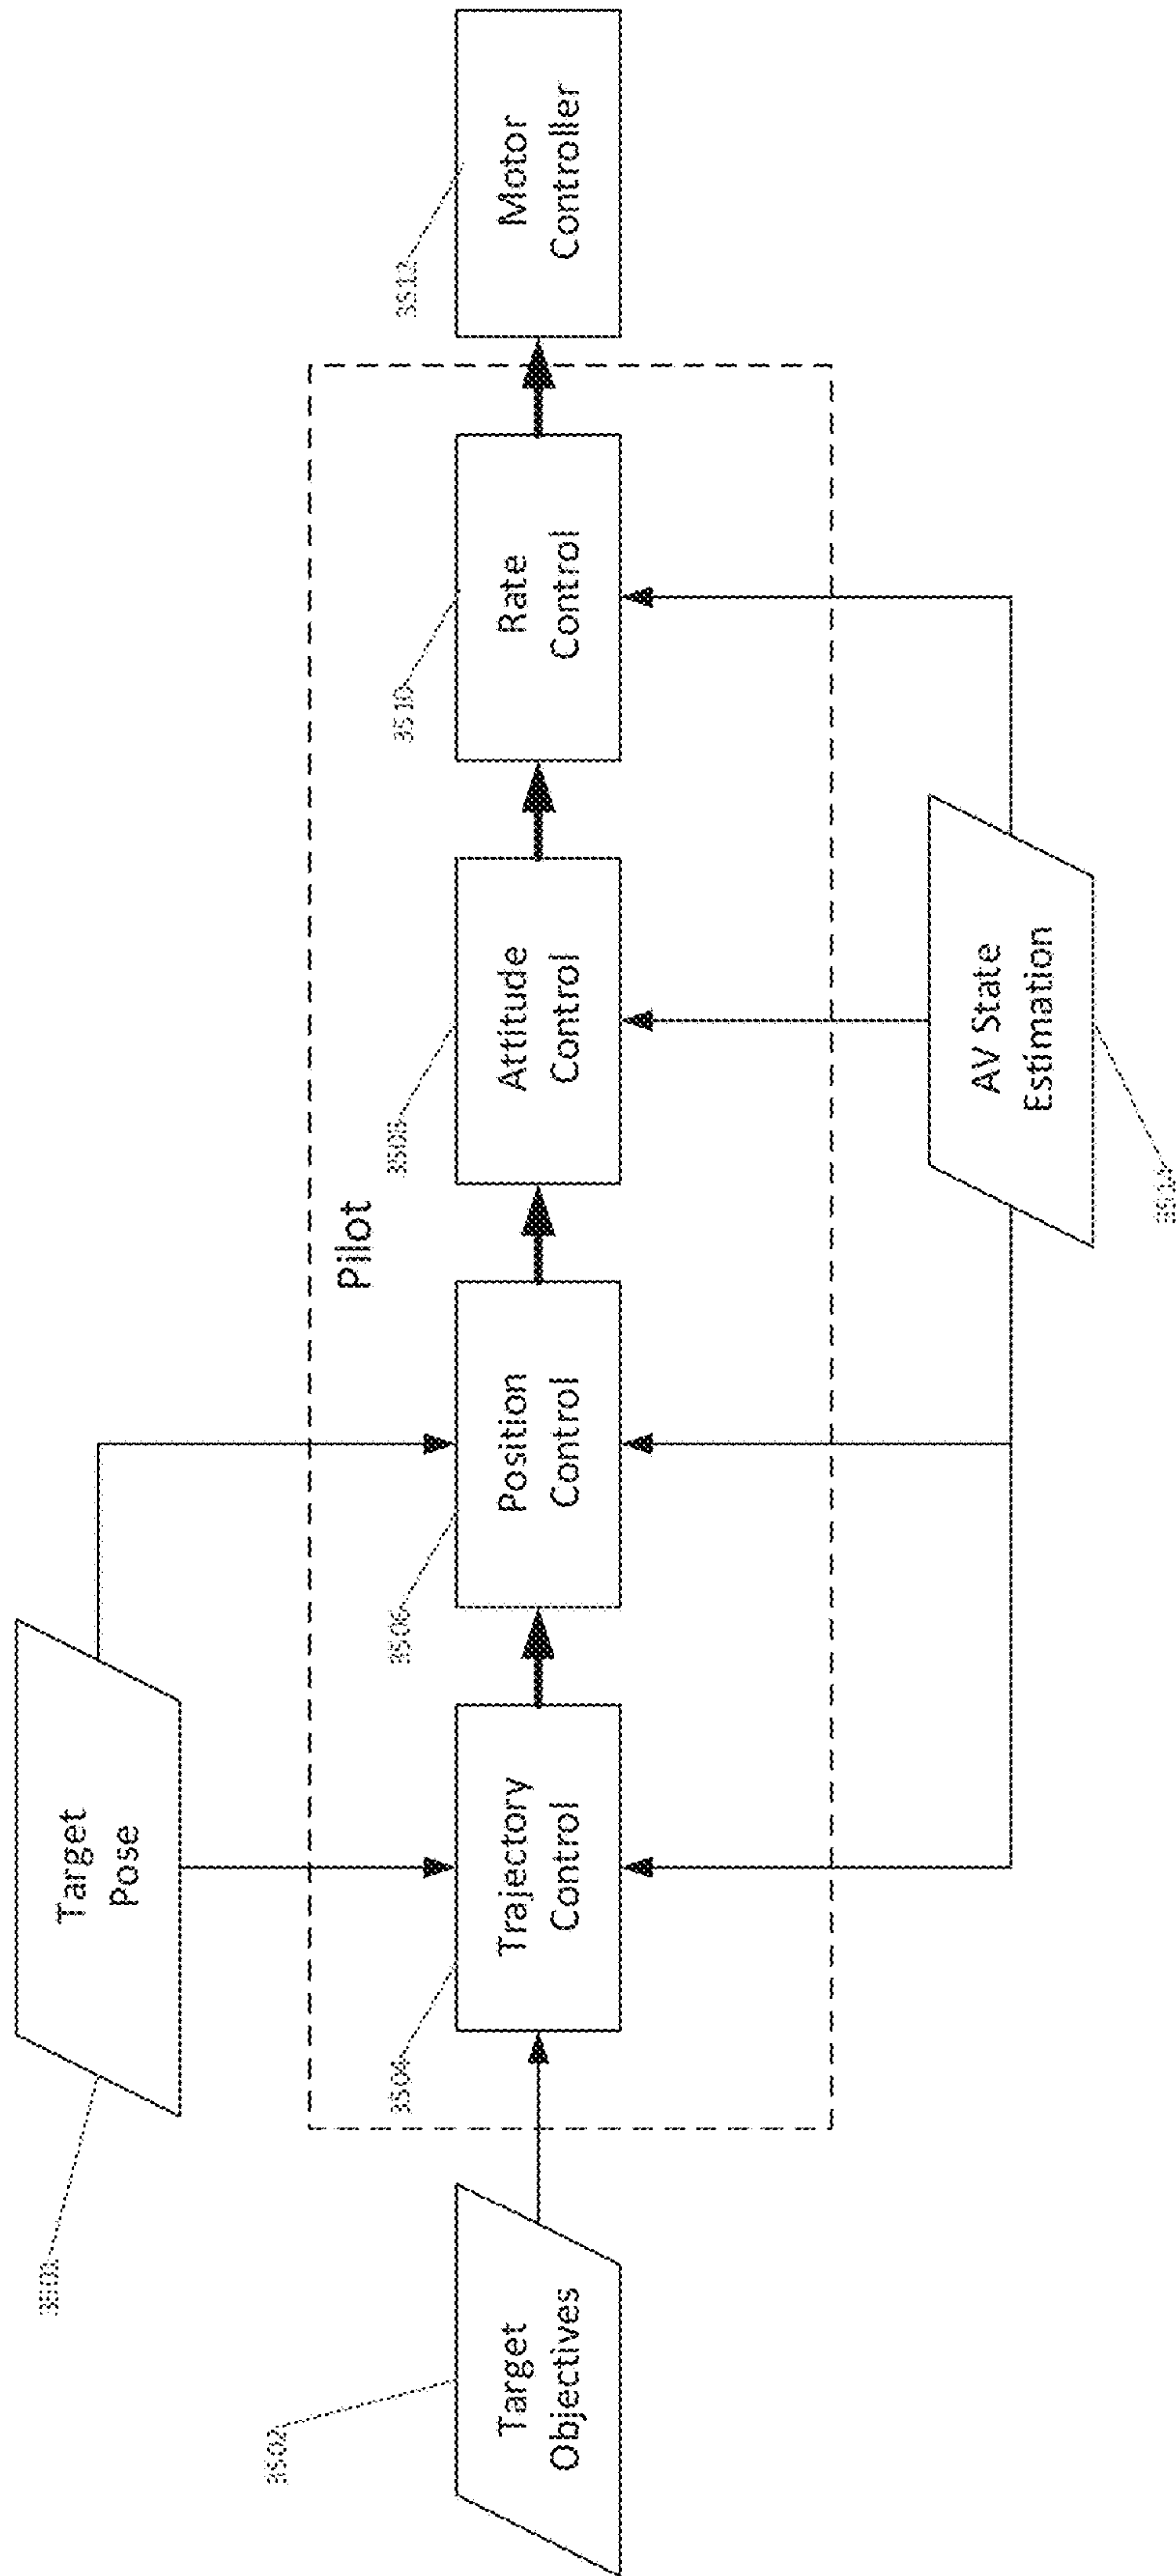 Target
Pose
3502
Target
Objectives
Pilot
3504
Trajectory
Control
3506
Position
Control
3508
Attitude
Control
3510
Rate
Control
3512
Motor
Controller
AV State
Estimation